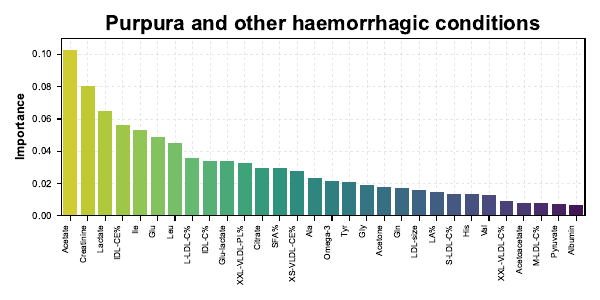 Purpura and other haemorrhagic conditions
Importance
0.10
0.08
0.06
0.04
0.02
0.00
Acetate
Creatinine
Lactate
IDL-CE%
Ile
Glu
Leu
L-LDL-C%
IDL-C%
Glu-lactate
XXL-VLDL-PL%
Citrate
SFA%
XS-VLDL-CE%
Ala
Omega-3
Tyr
Gly
Acetone
Gln
LDL-size
LA%
S-LDL-C%
His
Val
XXL-VLDL-C%
Acetoacetate
M-LDL-C%
Pyruvate
Albumin